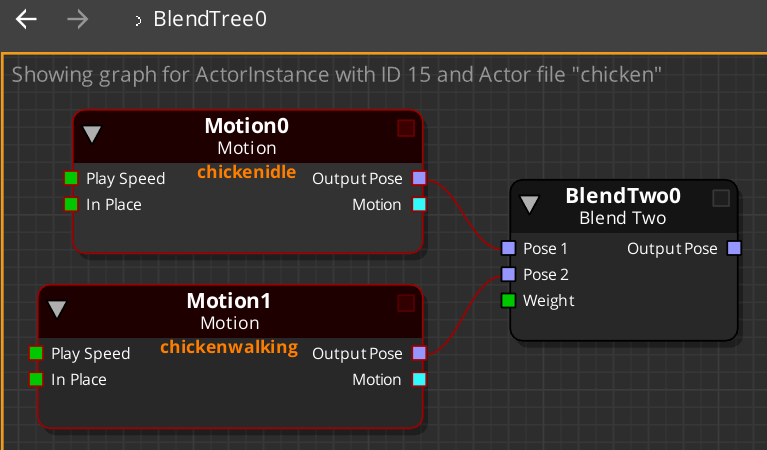 BlendTree0
Showing graph for ActorInstance with ID 15 and Actor file "chicken"
Motion0
Motion
chickenidle
Play Speed
Output Pose
In Place
Motion
BlendTwo0
Blend Two
Pose 1
Output Pose
Pose 2
Weight
Motion1
Motion
chickenwalking
Play Speed
Output Pose
In Place
Motion